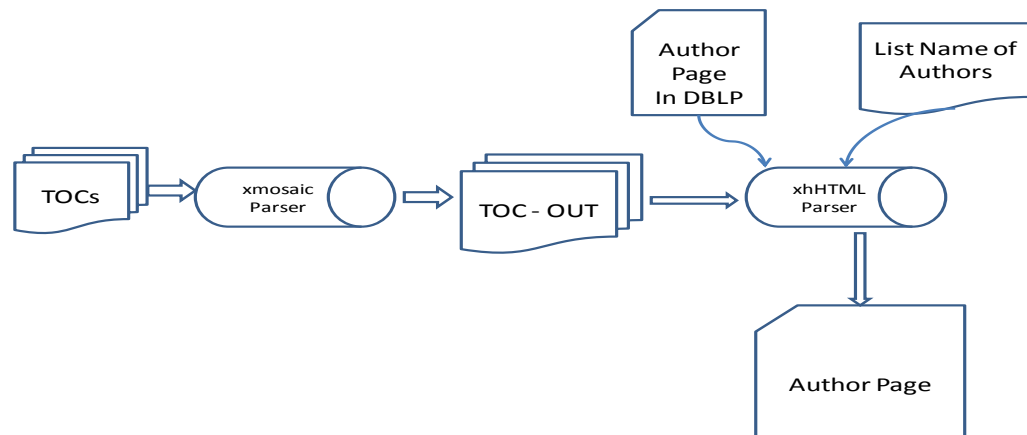 Author
Page
In DBLP
List Name of
Authors
TOCs
xmosaic
Parser
TOC - OUT
xhHTML
Parser
Author Page